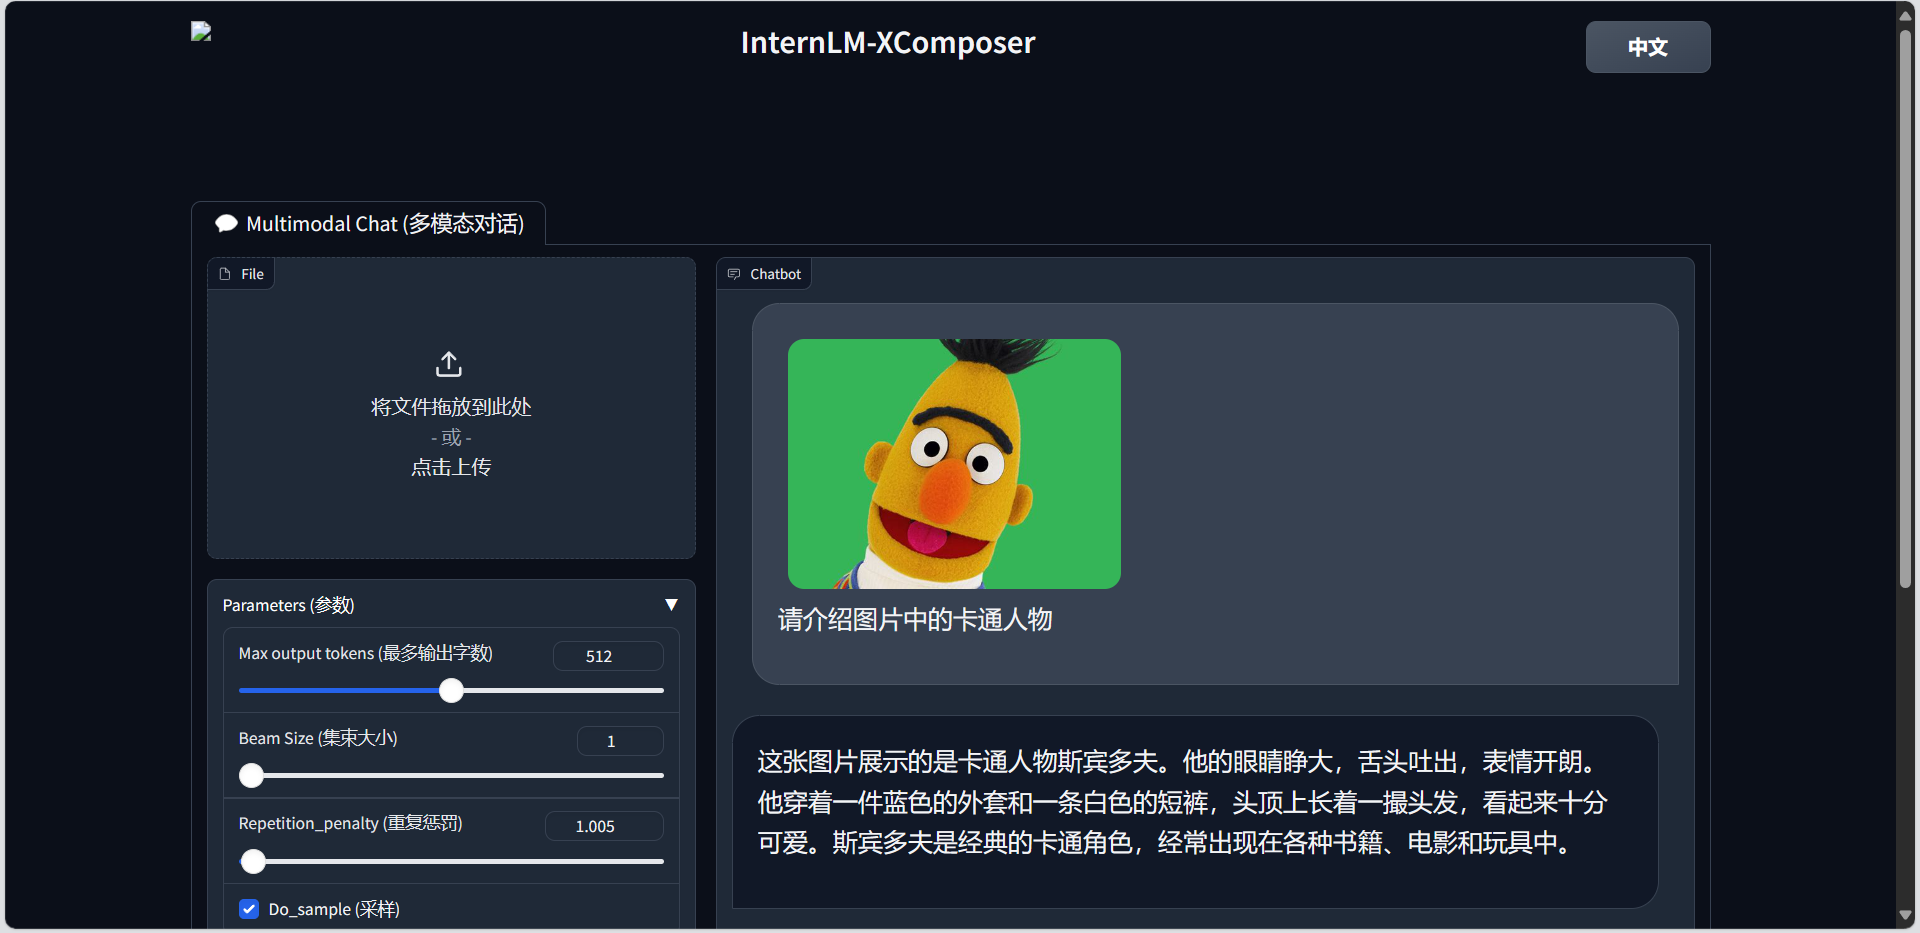 InternLM-XComposer
中文
Multimodal Chat (多模态对话)
File
将文件拖放到此处
- 或 -
点击上传
Parameters (参数)
▼
Max output tokens (最多输出字数)
512
Beam Size (集束大小)
1
Repetition_penalty (重复惩罚)
1.005
Do_sample (采样)
Chatbot
请介绍图片中的卡通人物
这张图片展示的是卡通人物斯宾多夫。他的眼睛睁大，舌头吐出，表情开朗。
他穿着一件蓝色的外套和一条白色的短裤，头顶上长着一撮头发，看起来十分
可爱。斯宾多夫是经典的卡通角色，经常出现在各种书籍、电影和玩具中。